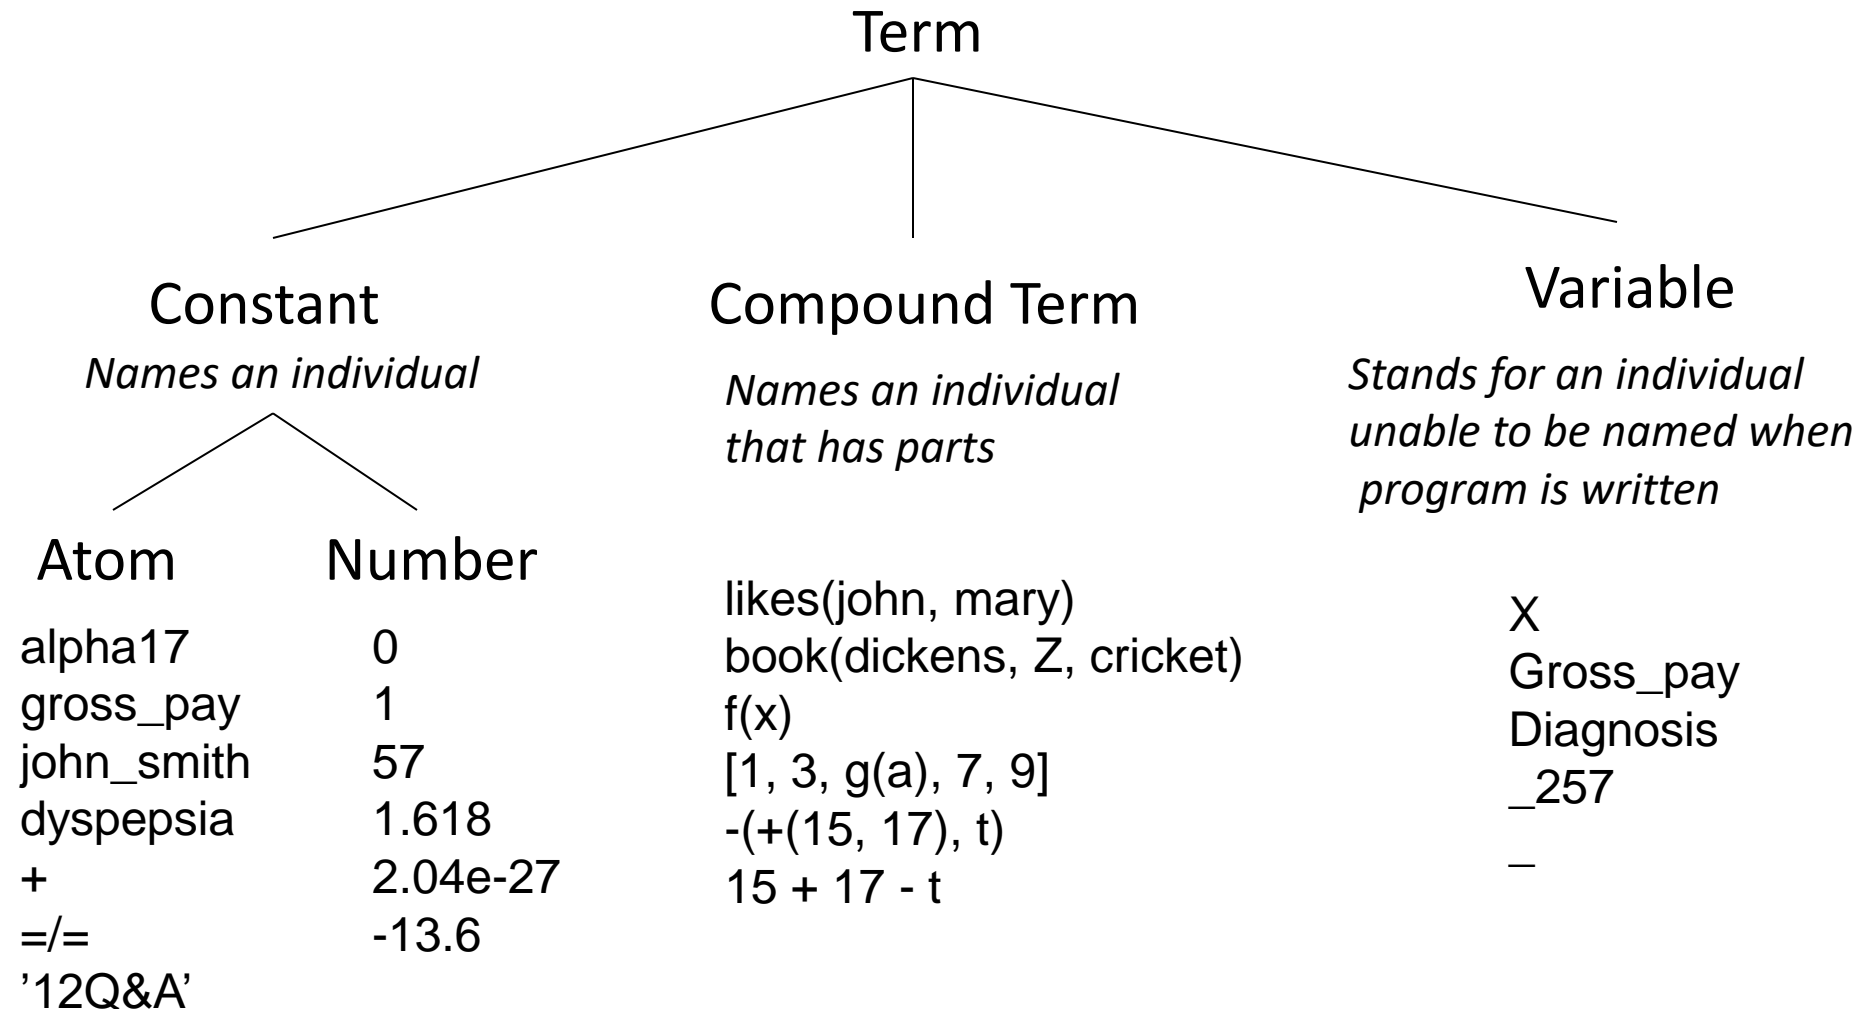 Term
Constant
Names an individual
Atom
alpha17
gross_pay
john_smith
dyspepsia
+
=/=
’12Q&A’
Number
0
1
57
1.618
2.04e-27
-13.6
Compound Term
Names an individual
that has parts
likes(john, mary)
book(dickens, Z, cricket)
f(x)
[1, 3, g(a), 7, 9]
-(+(15, 17), t)
15 + 17 - t
Variable
Stands for an individual
unable to be named when
program is written
X
Gross_pay
Diagnosis
_257
_